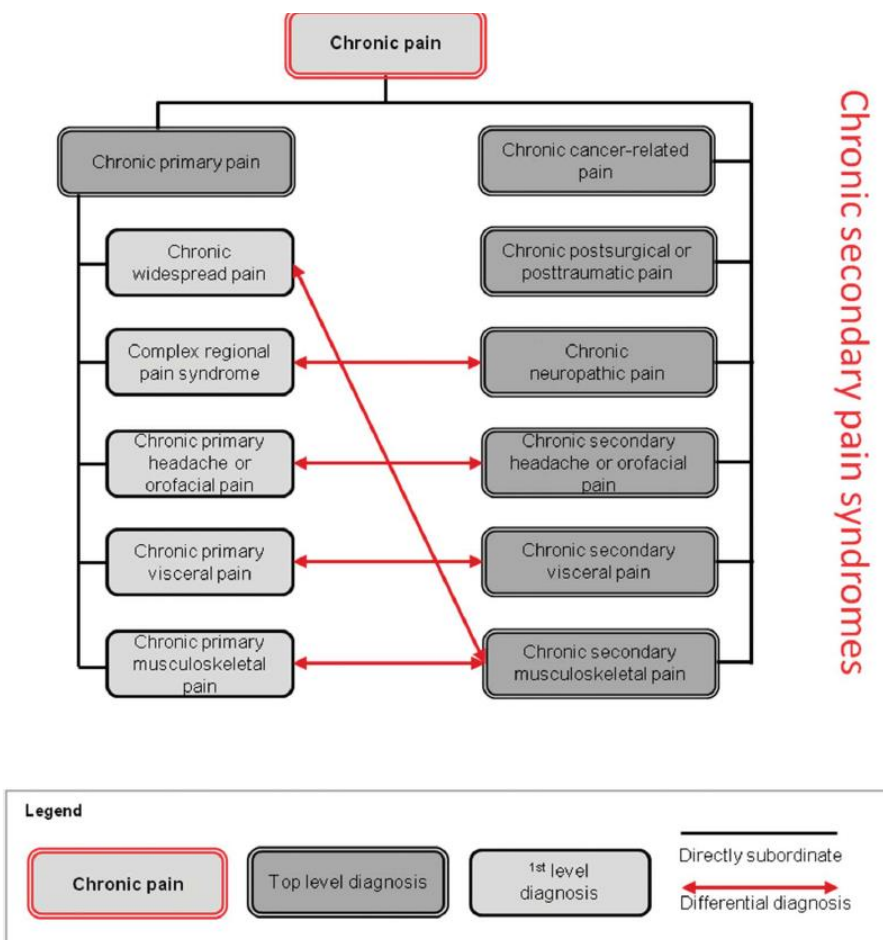 Chronic pain
Chronic primary pain
Chronic
widespread pain
Complex regional
pain syndrome
Chronic primary
headache or
orofacial pain
Chronic primary
visceral pain
Chronic primary
musculoskeletal
pain
Chronic cancer-related
pain
Chronic postsurgical or
posttraumatic pain
Chronic
neuropathic pain
Chronic secondary
headache or orofacial
pain
Chronic secondary
visceral pain
Chronic secondary
musculoskeletal pain
Chronic secondary pain syndromes
Legend
Chronic pain
Top level diagnosis
1st level
diagnosis
Directly subordinate
Differential diagnosis